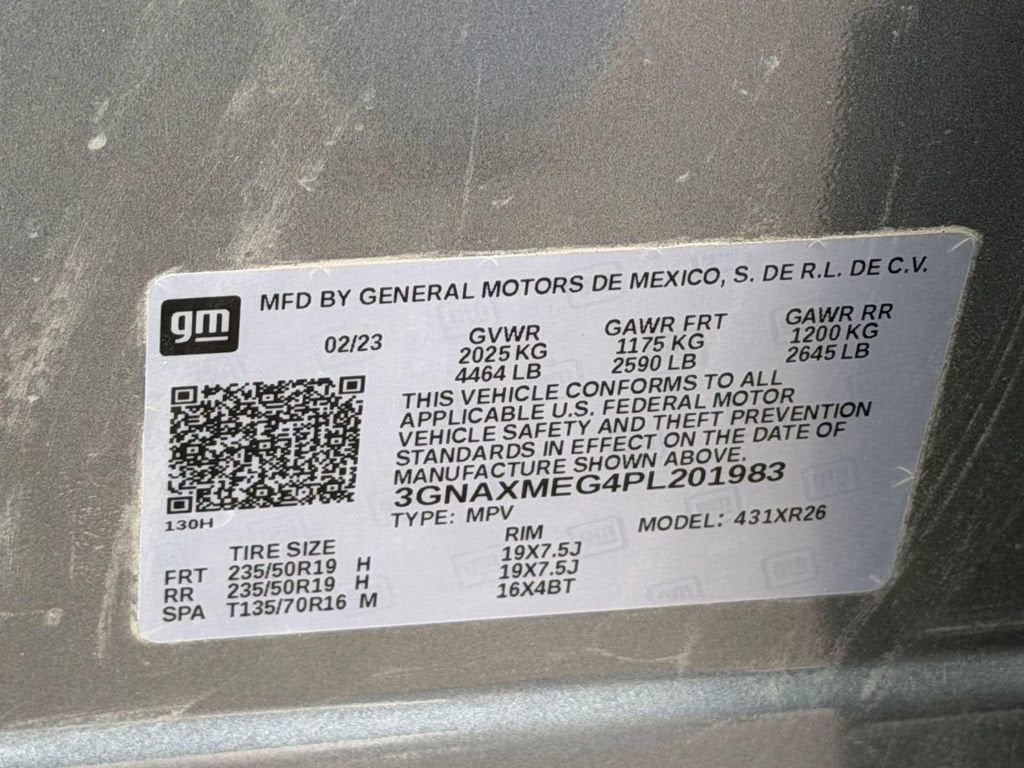 gm
MFD BY GENERAL MOTORS DE MEXICO, S. DE R.L. DE C.V.
02/23
GVWR GAWR FRT GAWR RR
2025 KG 1175 KG 1200 KG
4464 LB 2590 LB 2645 LB
THIS VEHICLE CONFORMS TO ALL
APPLICABLE U.S. FEDERAL MOTOR
VEHICLE SAFETY AND THEFT PREVENTION
STANDARDS IN EFFECT ON THE DATE OF
MANUFACTURE SHOWN ABOVE.
3GNAXMEG4PL201983
130H
TYPE: MPV MODEL: 431XR26
TIRE SIZE RIM
FRT 235/50R19 H 19X7.5J
RR 235/50R19 H 19X7.5J
SPA T135/70R16 M 16X4BT